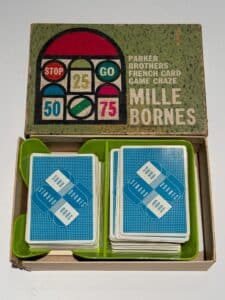 STOP
25
GO
50
75
PARKER
BROTHERS
FRENCH CARD
GAME CRAZE
MILLE
BORNES